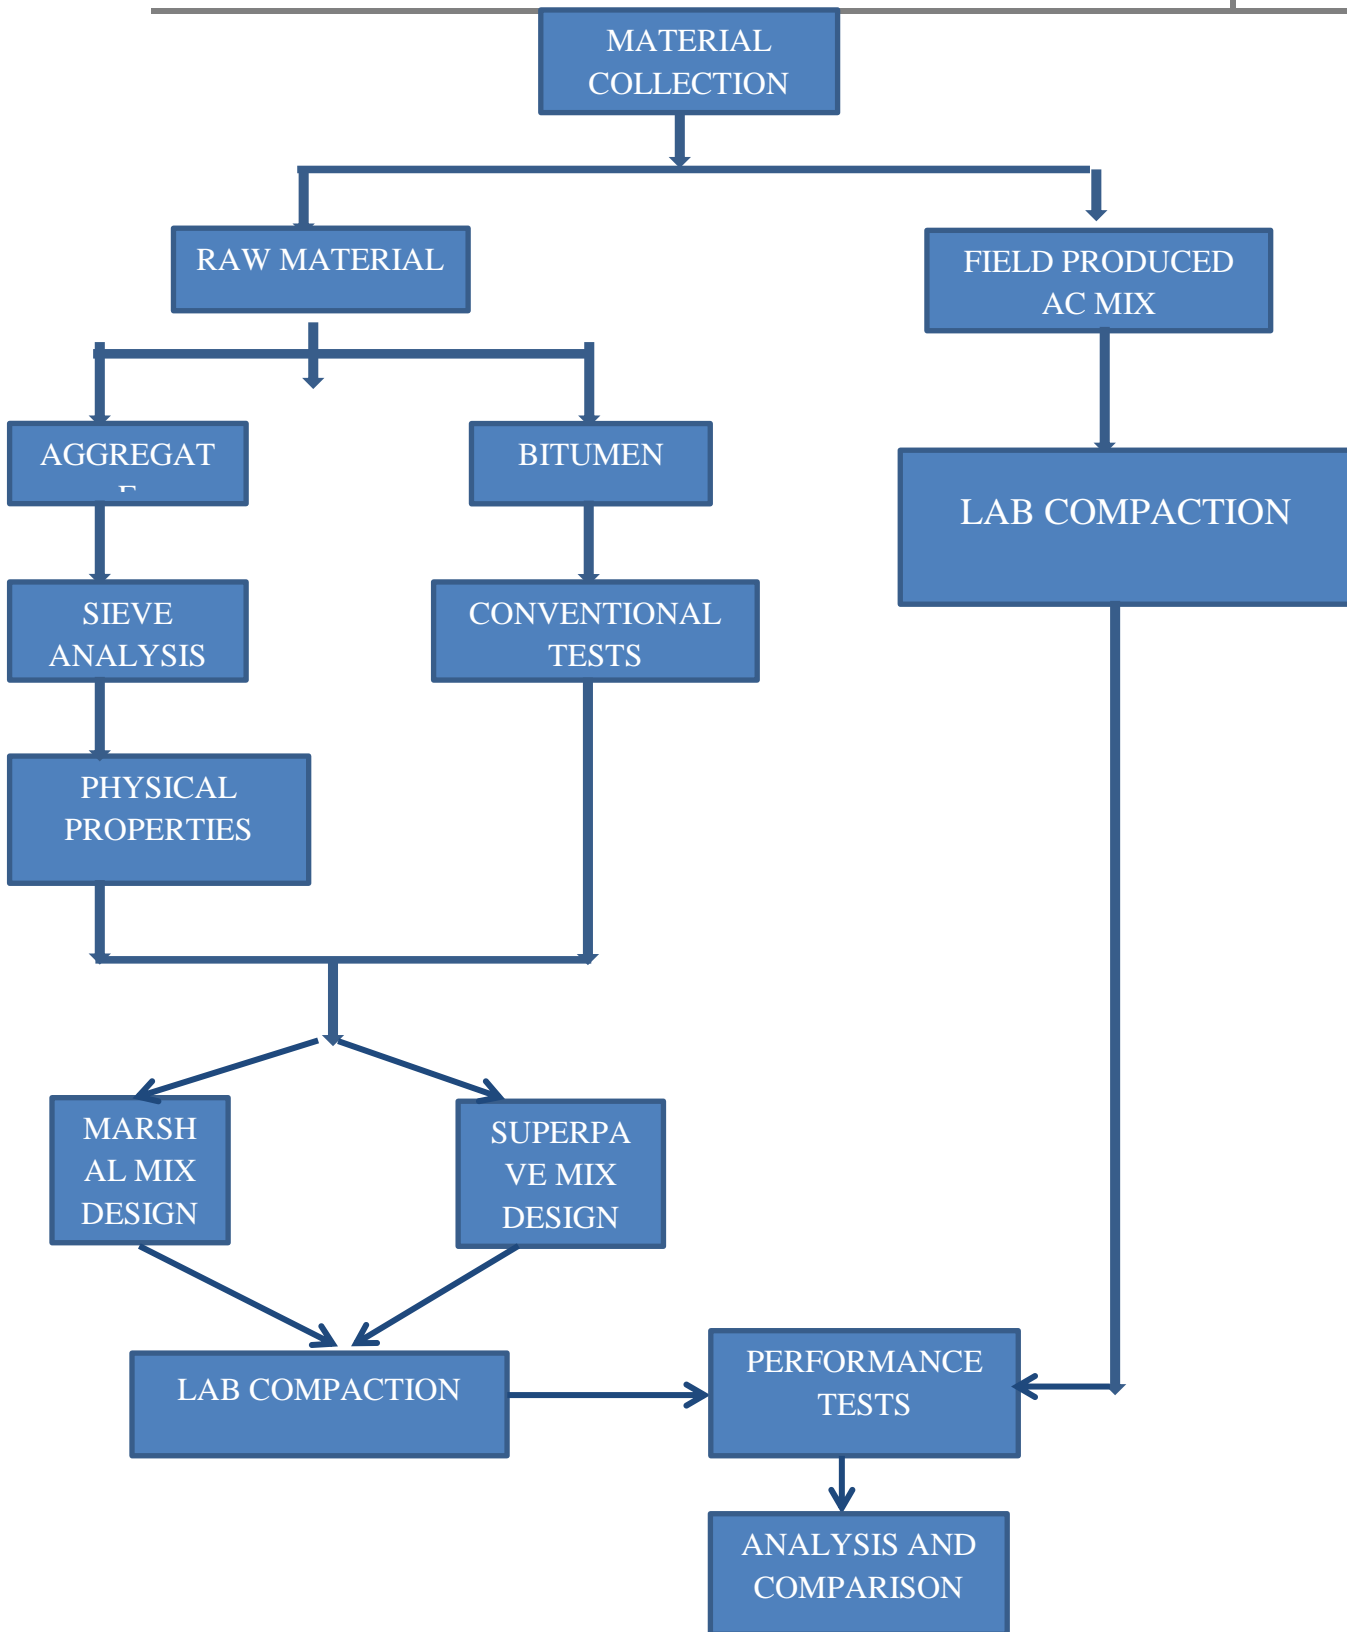 MATERIAL
COLLECTION
RAW MATERIAL
FIELD PRODUCED
AC MIX
AGGREGAT
E
BITUMEN
LAB COMPACTION
SIEVE
ANALYSIS
CONVENTIONAL
TESTS
PHYSICAL
PROPERTIES
MARSH
AL MIX
DESIGN
SUPERPA
VE MIX
DESIGN
LAB COMPACTION
PERFORMANCE
TESTS
ANALYSIS AND
COMPARISON